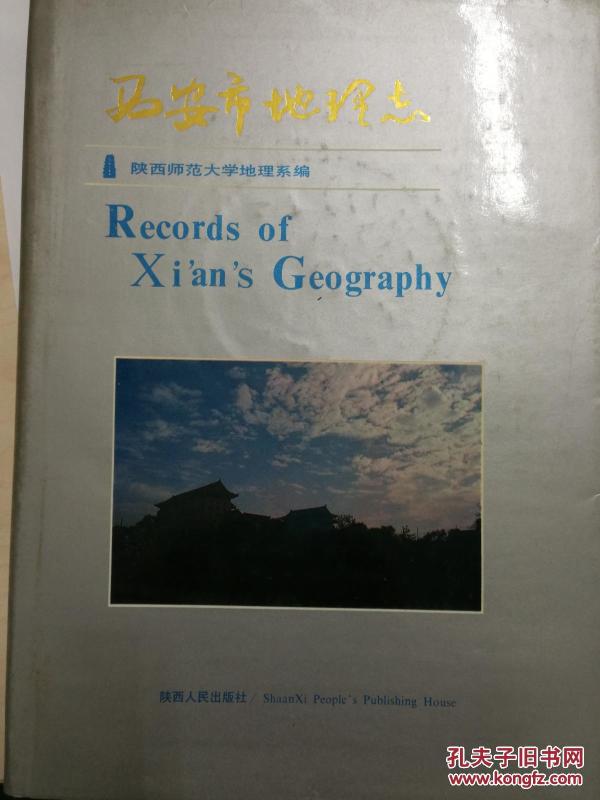 西安市地理志
陕西师范大学地理系编
Records of
Xi'an's Geography
陕西人民出版社 / ShaanXi People's Publishing House
孔夫子旧书网
www.kongfz.com